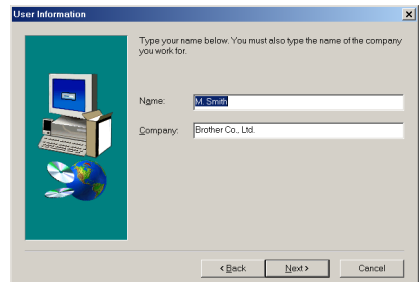 User Information
Type your name below. You must also type the name of the company
you work for.
Name:
M. Smith
Company:
Brother Co., Ltd.
< Back
Next >
Cancel